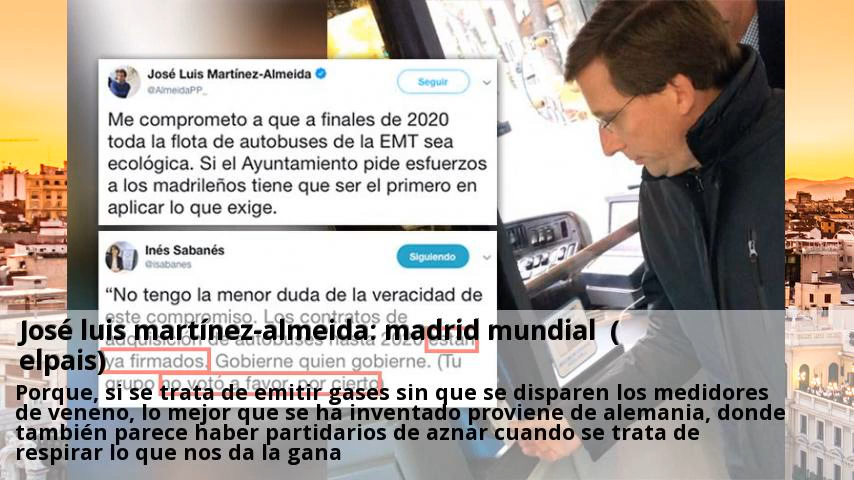 José Luis Martínez-Almeida
@AlmeidaPP_
Seguir
Me comprometo a que a finales de 2020
toda la flota de autobuses de la EMT sea
ecológica. Si el Ayuntamiento pide esfuerzos
a los madrileños tiene que ser el primero en
aplicar lo que exige.
Inés Sabanés
@isabanes
Siguiendo
“No tengo la menor duda de la veracidad de
este compromiso. Los contratos de
adquisición de autobuses hasta 2020 están
ya firmados. Gobierne quien gobierne. (Tu
grupo no votó a favor, por cierto
José luis martínez-almeida: madrid mundial (
elpais)
Porque, si se trata de emitir gases sin que se disparen los medidores
de veneno, lo mejor que se ha inventado proviene de alemania, donde
también parece haber partidarios de aznar cuando se trata de
respirar lo que nos da la gana